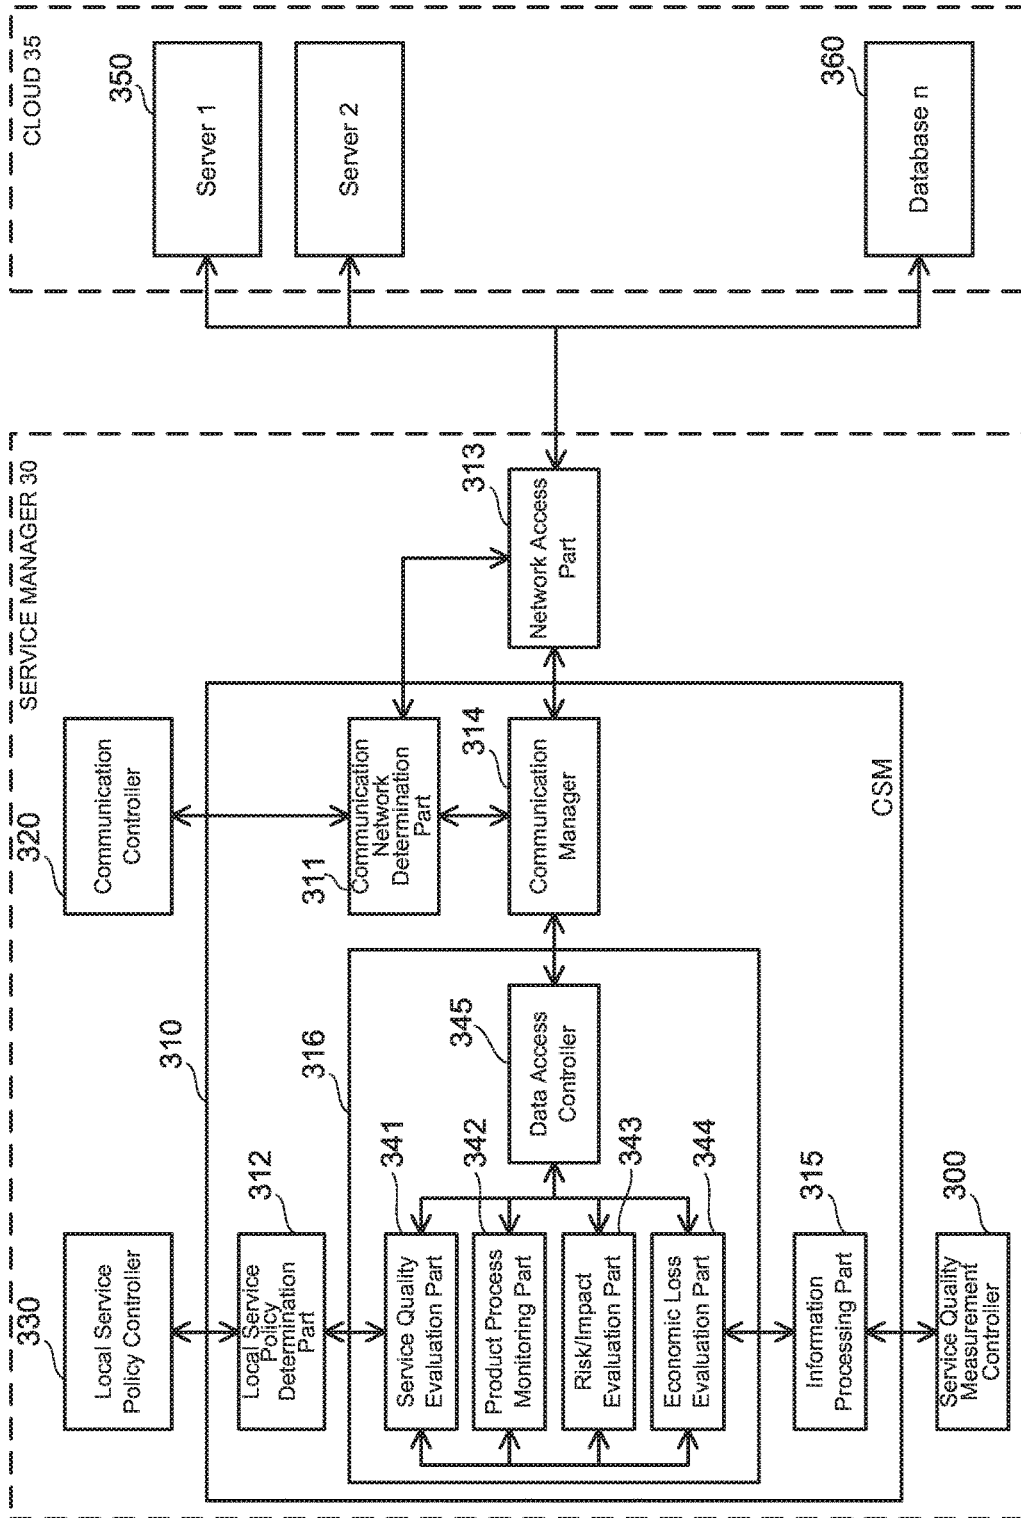 SERVICE MANAGER 30
CLOUD 35
330
Local Service
Policy Controller
320
Communication
Controller
350
Server 1
Server 2
360
Database n
310
312
Local Service
Policy
Determination
Part
311
Communication
Network
Determination
Part
313
Network Access
Part
314
Communication
Manager
316
341
Service Quality
Evaluation Part
342
Product Process
Monitoring Part
343
Risk/Impact
Evaluation Part
344
Economic Loss
Evaluation Part
345
Data Access
Controller
315
Information
Processing Part
CSM
300
Service Quality
Measurement
Controller